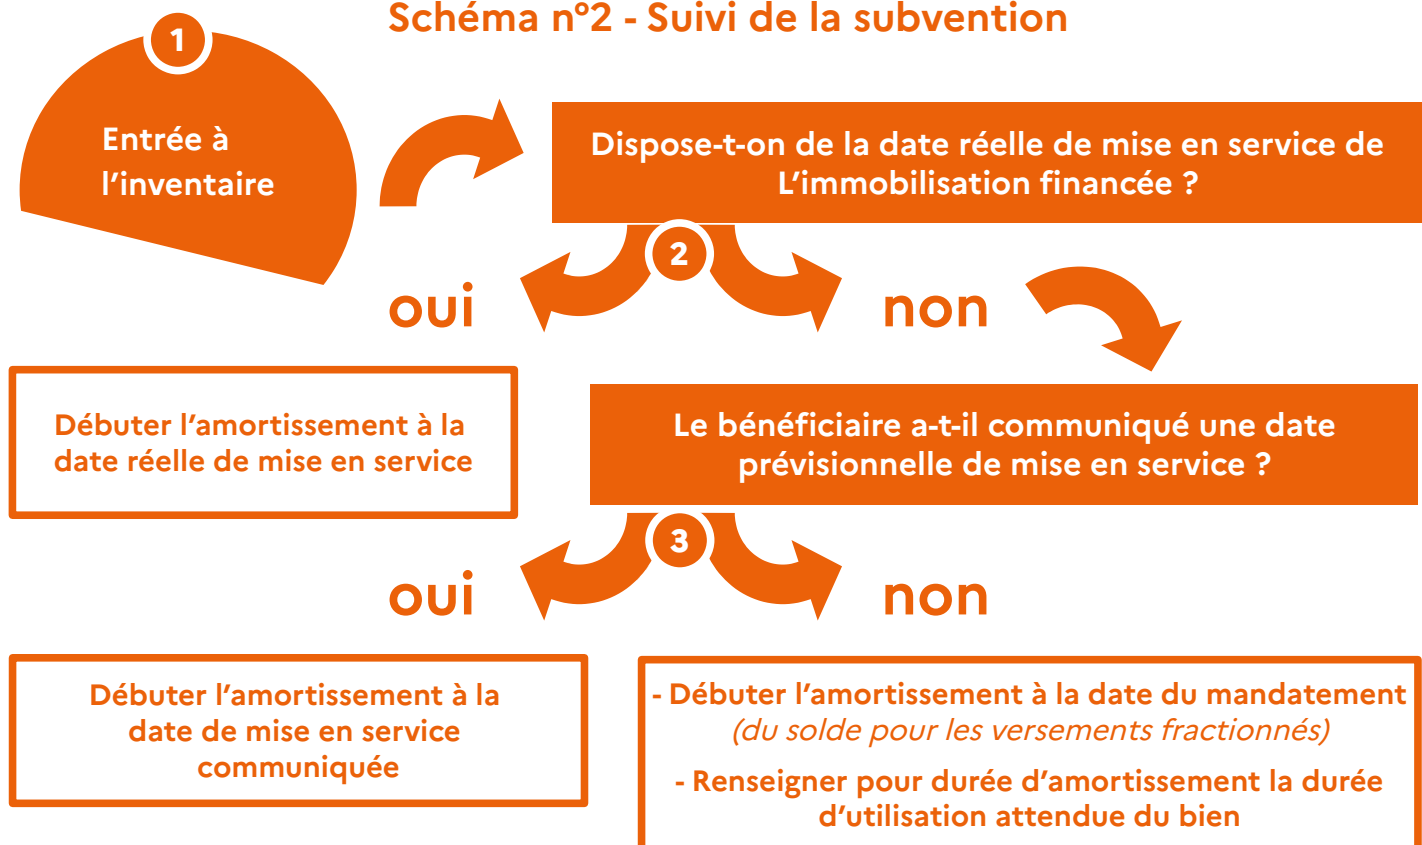 Schéma n°2 - Suivi de la subvention
1
Entrée à
l'inventaire
Dispose-t-on de la date réelle de mise en service de
L'immobilisation financée ?
2
oui
non
Débuter l'amortissement à la
date réelle de mise en service
Le bénéficiaire a-t-il communiqué une date
prévisionnelle de mise en service ?
3
oui
non
Débuter l'amortissement à la
date de mise en service
communiquée
- Débuter l'amortissement à la date du mandatement
(du solde pour les versements fractionnés)
- Renseigner pour durée d'amortissement la durée
d'utilisation attendue du bien